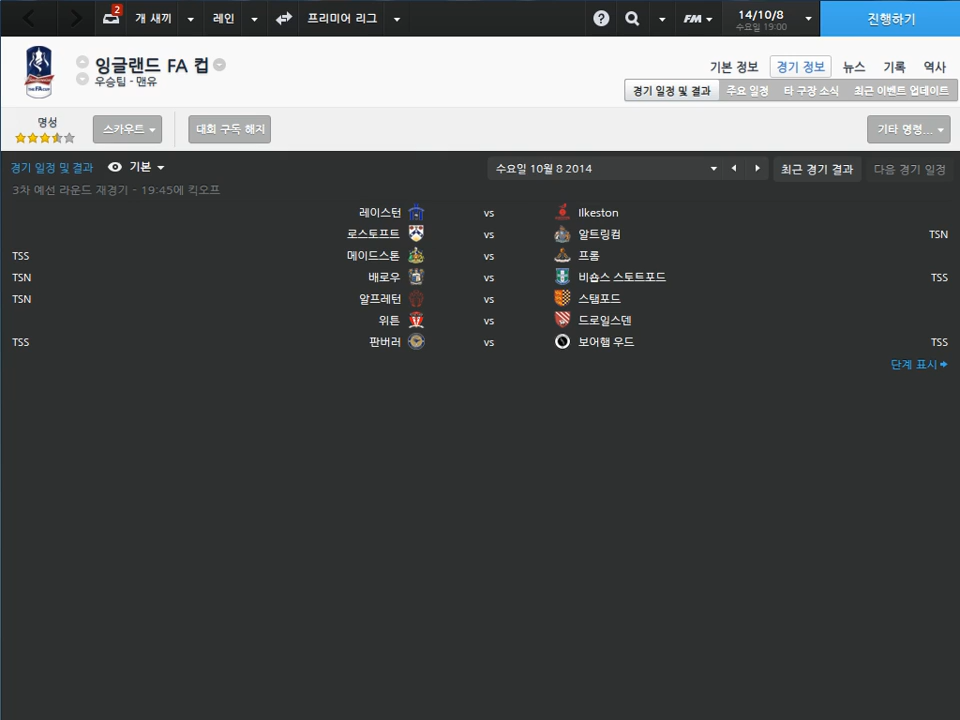 2 개 새끼 레인 프리미어 리그 ? FM 14/10/8 수요일 19:00 진행하기
잉글랜드 FA 컵
우승팀 - 맨유
THE FA CUP
기본 정보 경기 정보 뉴스 기록 역사
경기 일정 및 결과 주요 일정 타 구장 소식 최근 이벤트 업데이트
명성
스카우트 대회 구독 해지 기타 명령...
경기 일정 및 결과 기본 수요일 10월 8 2014 최근 경기 결과 다음 경기 일정
3차 예선 라운드 재경기 - 19:45에 킥오프
레이스턴 vs Ilkeston
로스토프트 vs 알트링컴 TSN
TSS 메이드스톤 vs 프롬
TSN 배로우 vs 비숍스 스토트포드 TSS
TSN 알프레턴 vs 스탬포드
위튼 vs 드로일스덴
TSS 판버러 vs 보어햄 우드 TSS
단계 표시